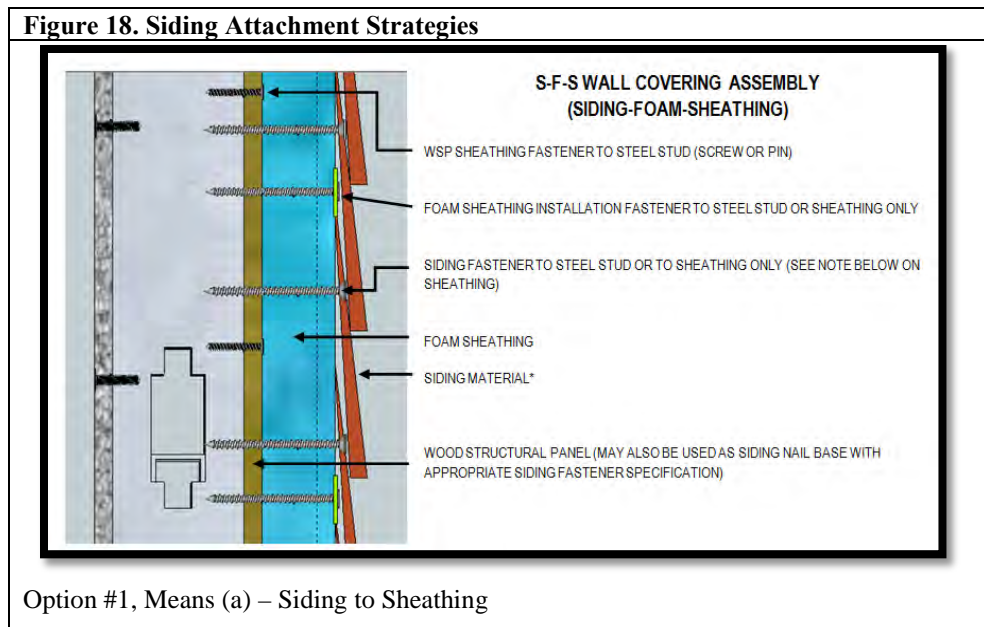 Figure 18. Siding Attachment Strategies
S-F-S WALL COVERING ASSEMBLY
(SIDING-FOAM-SHEATHING)
WSP SHEATHING FASTENER TO STEEL STUD (SCREW OR PIN)
FOAM SHEATHING INSTALLATION FASTENER TO STEEL STUD OR SHEATHING ONLY
SIDING FASTENER TO STEEL STUD OR TO SHEATHING ONLY (SEE NOTE BELOW ON
SHEATHING)
FOAM SHEATHING
SIDING MATERIAL*
WOOD STRUCTURAL PANEL (MAY ALSO BE USED AS SIDING NAIL BASE WITH
APPROPRIATE SIDING FASTENER SPECIFICATION)
Option #1, Means (a) – Siding to Sheathing